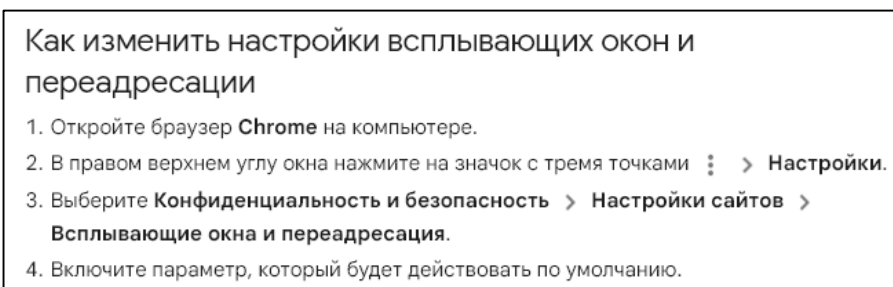 Как изменить настройки всплывающих окон и
переадресации
1. Откройте браузер Chrome на компьютере.
2. В правом верхнем углу окна нажмите на значок с тремя точками ⋮ > Настройки.
3. Выберите Конфиденциальность и безопасность > Настройки сайтов >
Всплывающие окна и переадресация.
4. Включите параметр, который будет действовать по умолчанию.